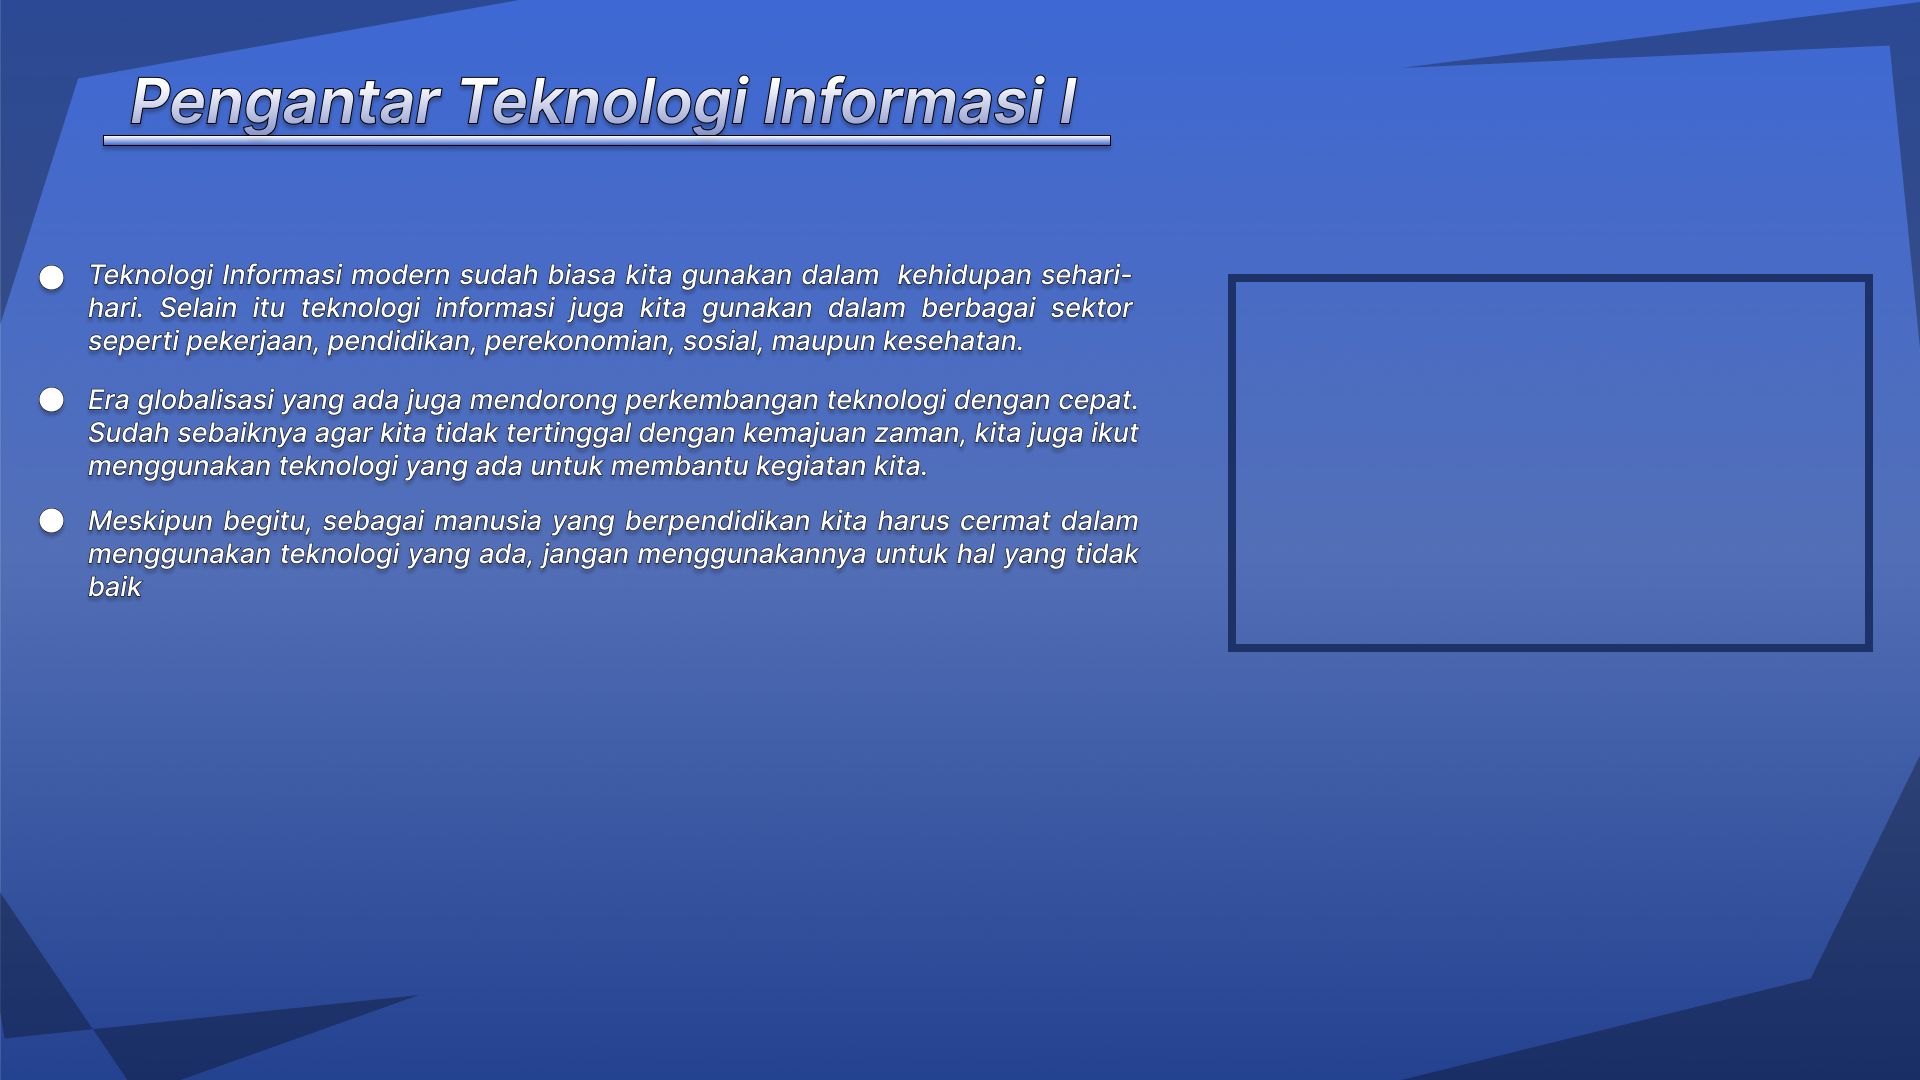 Pengantar Teknologi Informasi I
Teknologi Informasi modern sudah biasa kita gunakan dalam  kehidupan sehari-
hari. Selain itu teknologi informasi juga kita gunakan dalam berbagai sektor
seperti pekerjaan, pendidikan, perekonomian, sosial, maupun kesehatan.
Era globalisasi yang ada juga mendorong perkembangan teknologi dengan cepat.
Sudah sebaiknya agar kita tidak tertinggal dengan kemajuan zaman, kita juga ikut
menggunakan teknologi yang ada untuk membantu kegiatan kita.
Meskipun begitu, sebagai manusia yang berpendidikan kita harus cermat dalam
menggunakan teknologi yang ada, jangan menggunakannya untuk hal yang tidak
baik